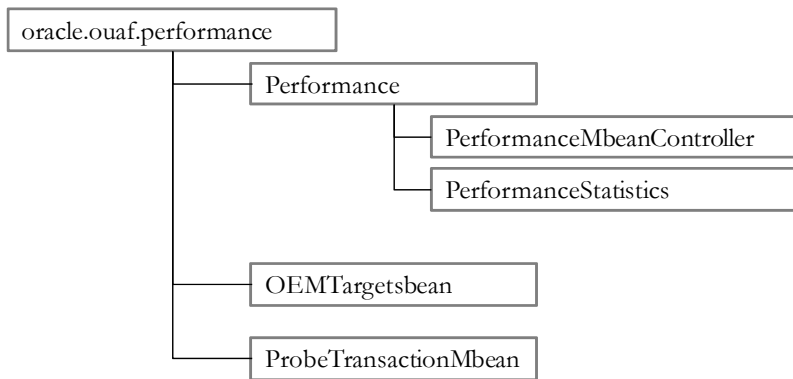 oracle.ouaf.performance
Performance
PerformanceMbeanController
PerformanceStatistics
OEMTargetsbean
ProbeTransactionMbean